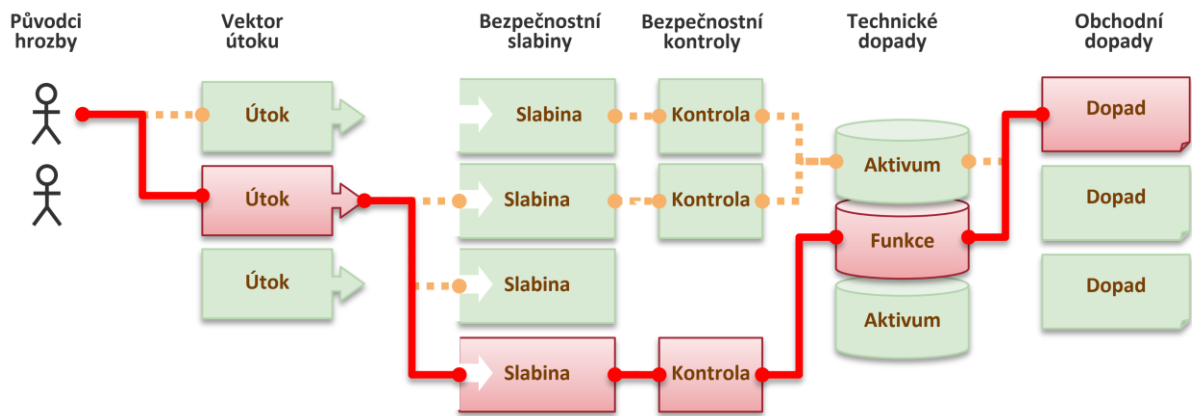 Původci
hrozby
Vektor
útoku
Bezpečnostní
slabiny
Bezpečnostní
kontroly
Technické
dopady
Obchodní
dopady
Útok
Slabina
Kontrola
Dopad
Aktivum
Útok
Slabina
Kontrola
Dopad
Funkce
Útok
Slabina
Dopad
Aktivum
Slabina
Kontrola